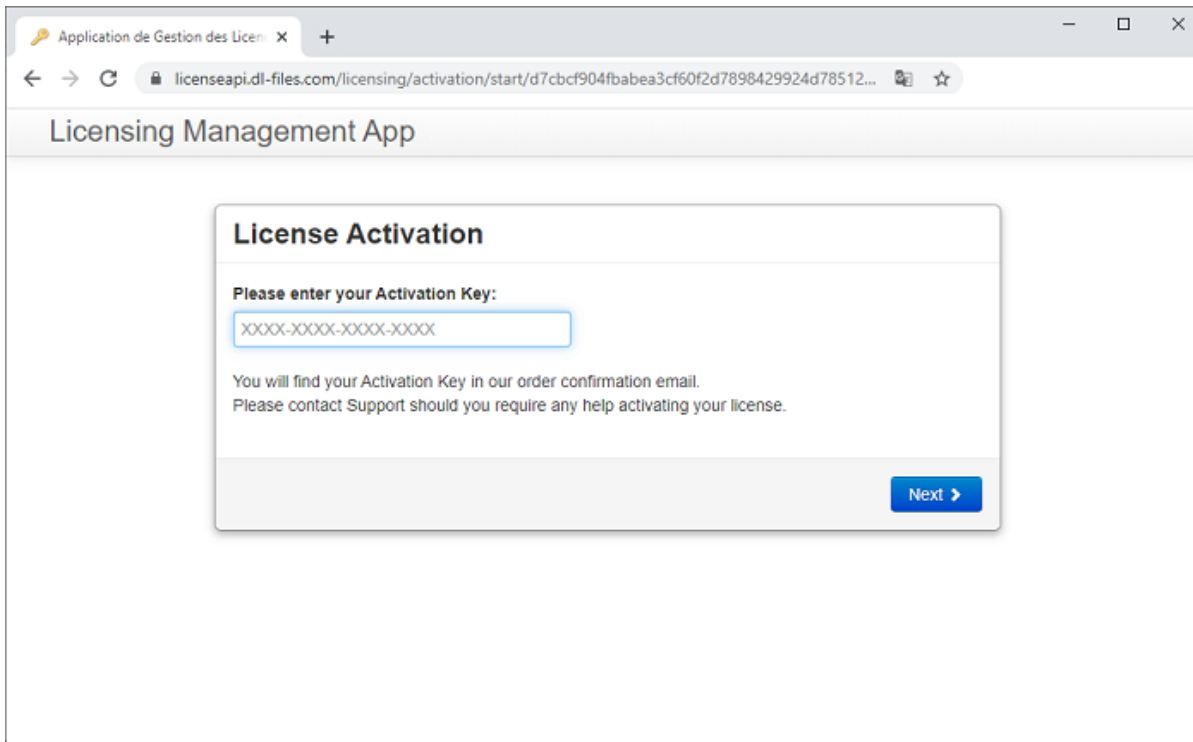 Application de Gestion des Licen
licenseapi.dl-files.com/licensing/activation/start/d7cbcf904fbabea3cf60f2d7898429924d78512...
Licensing Management App
License Activation
Please enter your Activation Key:
XXXX-XXXX-XXXX-XXXX
You will find your Activation Key in our order confirmation email.
Please contact Support should you require any help activating your license.
Next